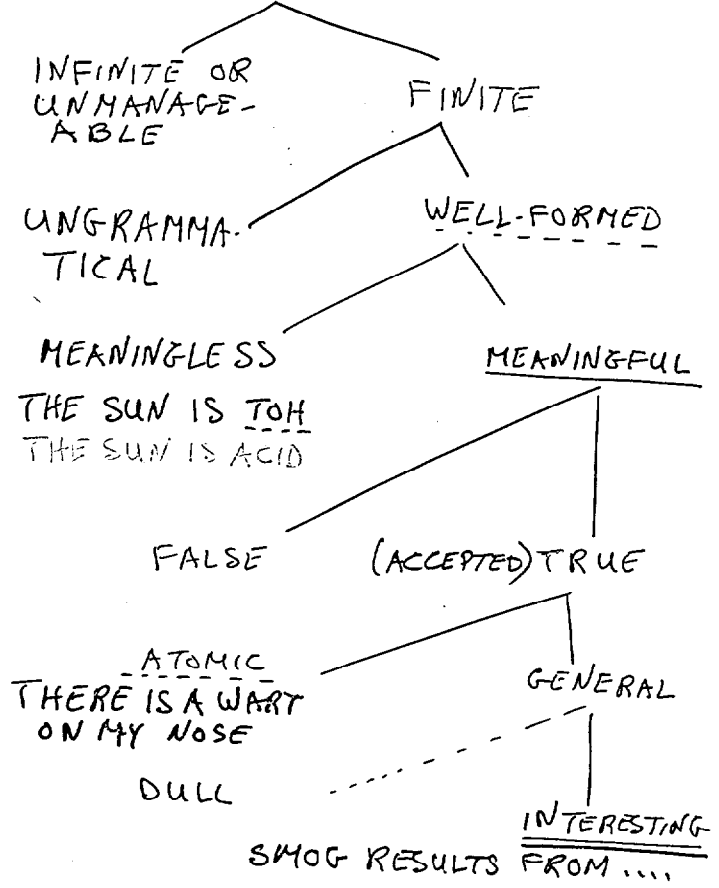 INFINITE OR
UNMANAGE-
ABLE
FINITE
UNGRAMMA-
TICAL
WELL-FORMED
MEANINGLESS
MEANINGFUL
THE SUN IS TOH
THE SUN IS ACID
FALSE
(ACCEPTED) TRUE
ATOMIC
GENERAL
THERE IS A WART
ON MY NOSE
DULL
INTERESTING
SMOG RESULTS FROM ....